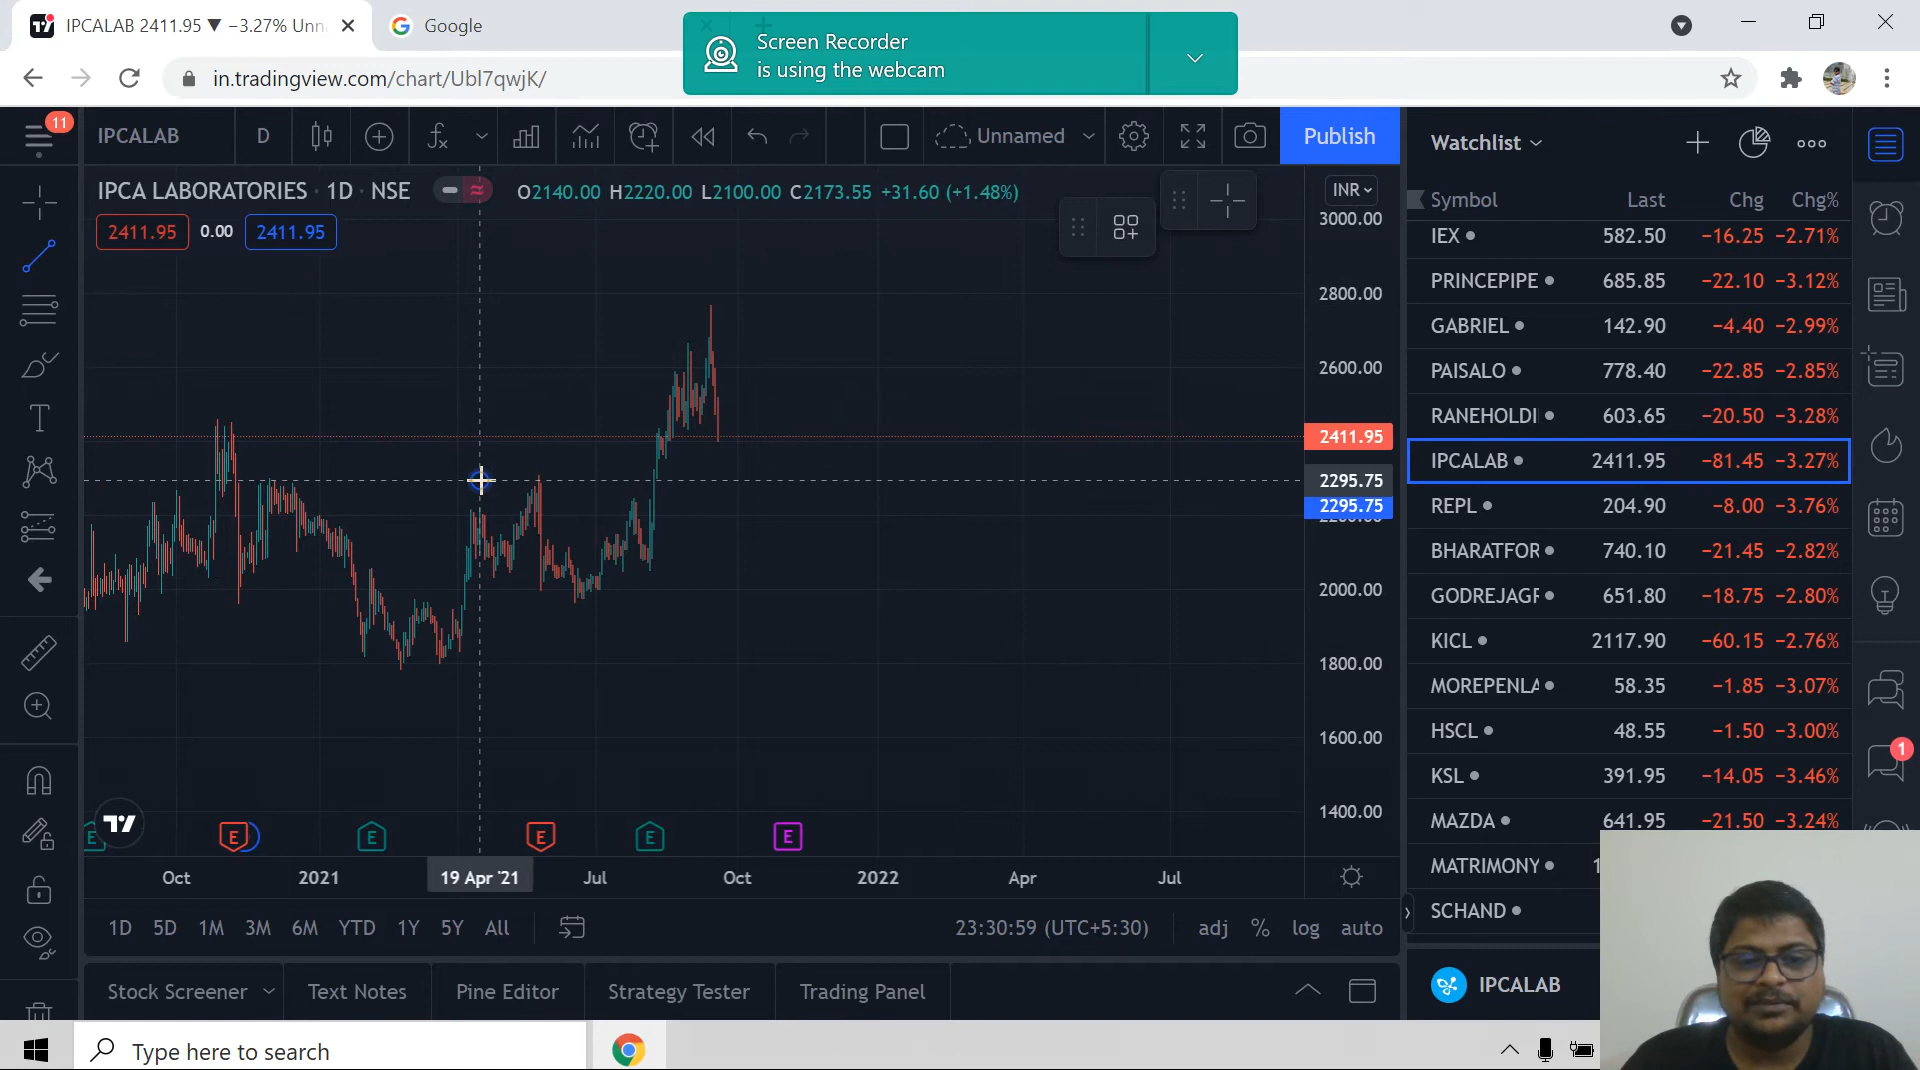 IPCALAB 2411.95 ▼ −3.27% Unn
Google
Screen Recorder
is using the webcam
in.tradingview.com/chart/Ubl7qwjK/
11
IPCALAB
D
Unnamed
Publish
IPCA LABORATORIES · 1D · NSE
O2140.00 H2220.00 L2100.00 C2173.55 +31.60 (+1.48%)
2411.95 0.00 2411.95
INR
3000.00
2800.00
2600.00
2411.95
2295.75
2295.75
2000.00
1800.00
1600.00
1400.00
E E E E E E
Oct 2021 19 Apr '21 Jul Oct 2022 Apr Jul
1D 5D 1M 3M 6M YTD 1Y 5Y All
23:30:59 (UTC+5:30) adj % log auto
Stock Screener Text Notes Pine Editor Strategy Tester Trading Panel
Watchlist
Symbol Last Chg Chg%
IEX 582.50 −16.25 −2.71%
PRINCEPIPE 685.85 −22.10 −3.12%
GABRIEL 142.90 −4.40 −2.99%
PAISALO 778.40 −22.85 −2.85%
RANEHOLDI 603.65 −20.50 −3.28%
IPCALAB 2411.95 −81.45 −3.27%
REPL 204.90 −8.00 −3.76%
BHARATFOR 740.10 −21.45 −2.82%
GODREJAGR 651.80 −18.75 −2.80%
KICL 2117.90 −60.15 −2.76%
MOREPENLA 58.35 −1.85 −3.07%
HSCL 48.55 −1.50 −3.00%
KSL 391.95 −14.05 −3.46%
MAZDA 641.95 −21.50 −3.24%
MATRIMONY
SCHAND
IPCALAB
1
Type here to search